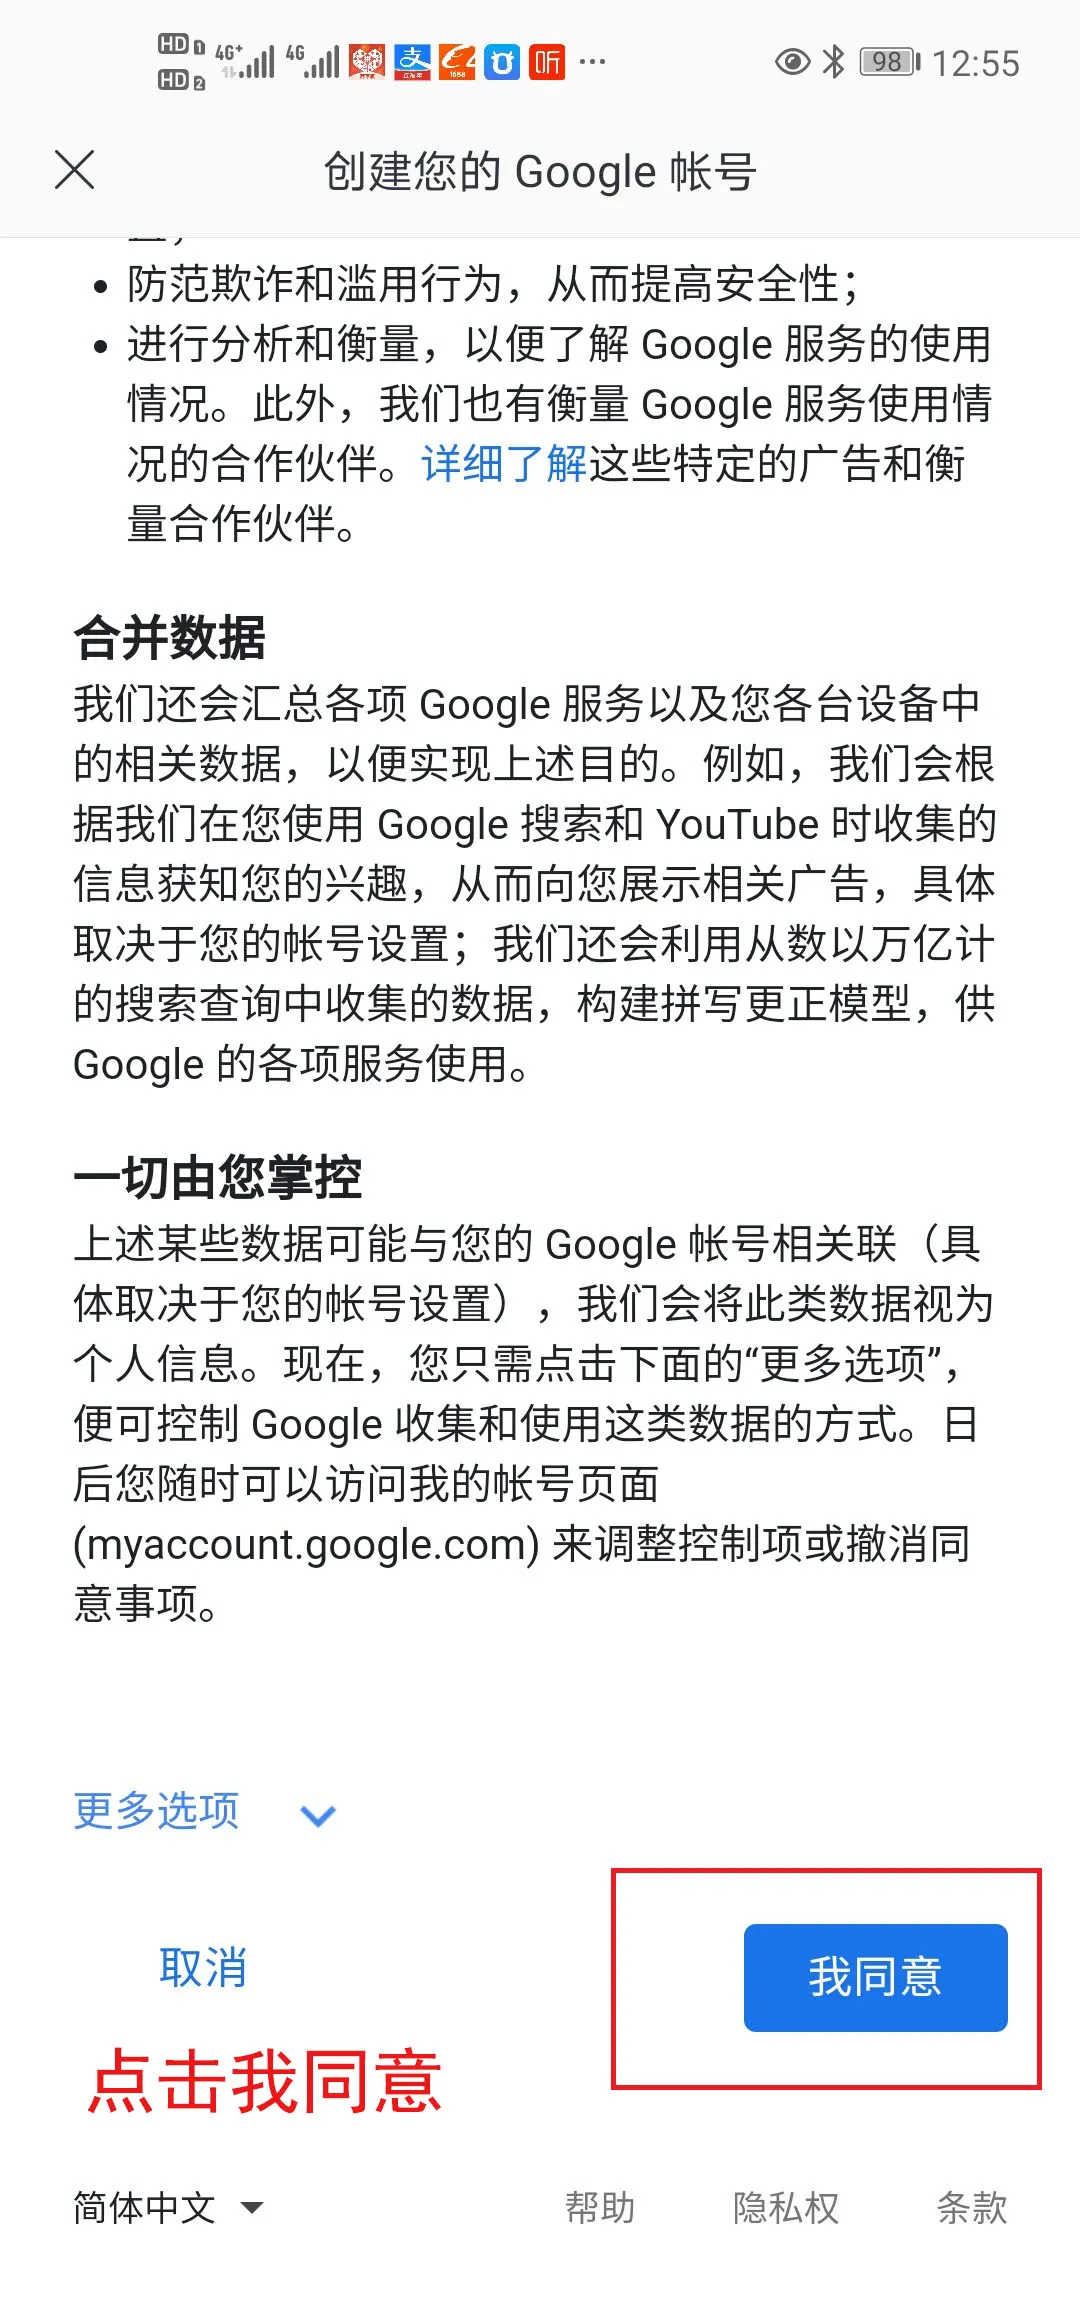 HD 1 4G+ 4G 支 1688 听 ... 98 12:55
HD 2
创建您的 Google 帐号
防范欺诈和滥用行为，从而提高安全性；
进行分析和衡量，以便了解 Google 服务的使用
情况。此外，我们也有衡量 Google 服务使用情
况的合作伙伴。详细了解这些特定的广告和衡
量合作伙伴。
合并数据
我们还会汇总各项 Google 服务以及您各台设备中
的相关数据，以便实现上述目的。例如，我们会根
据我们在您使用 Google 搜索和 YouTube 时收集的
信息获知您的兴趣，从而向您展示相关广告，具体
取决于您的帐号设置；我们还会利用从数以万亿计
的搜索查询中收集的数据，构建拼写更正模型，供
Google 的各项服务使用。
一切由您掌控
上述某些数据可能与您的 Google 帐号相关联（具
体取决于您的帐号设置），我们会将此类数据视为
个人信息。现在，您只需点击下面的“更多选项”，
便可控制 Google 收集和使用这类数据的方式。日
后您随时可以访问我的帐号页面
(myaccount.google.com) 来调整控制项或撤消同
意事项。
更多选项
取消
我同意
点击我同意
简体中文 帮助 隐私权 条款